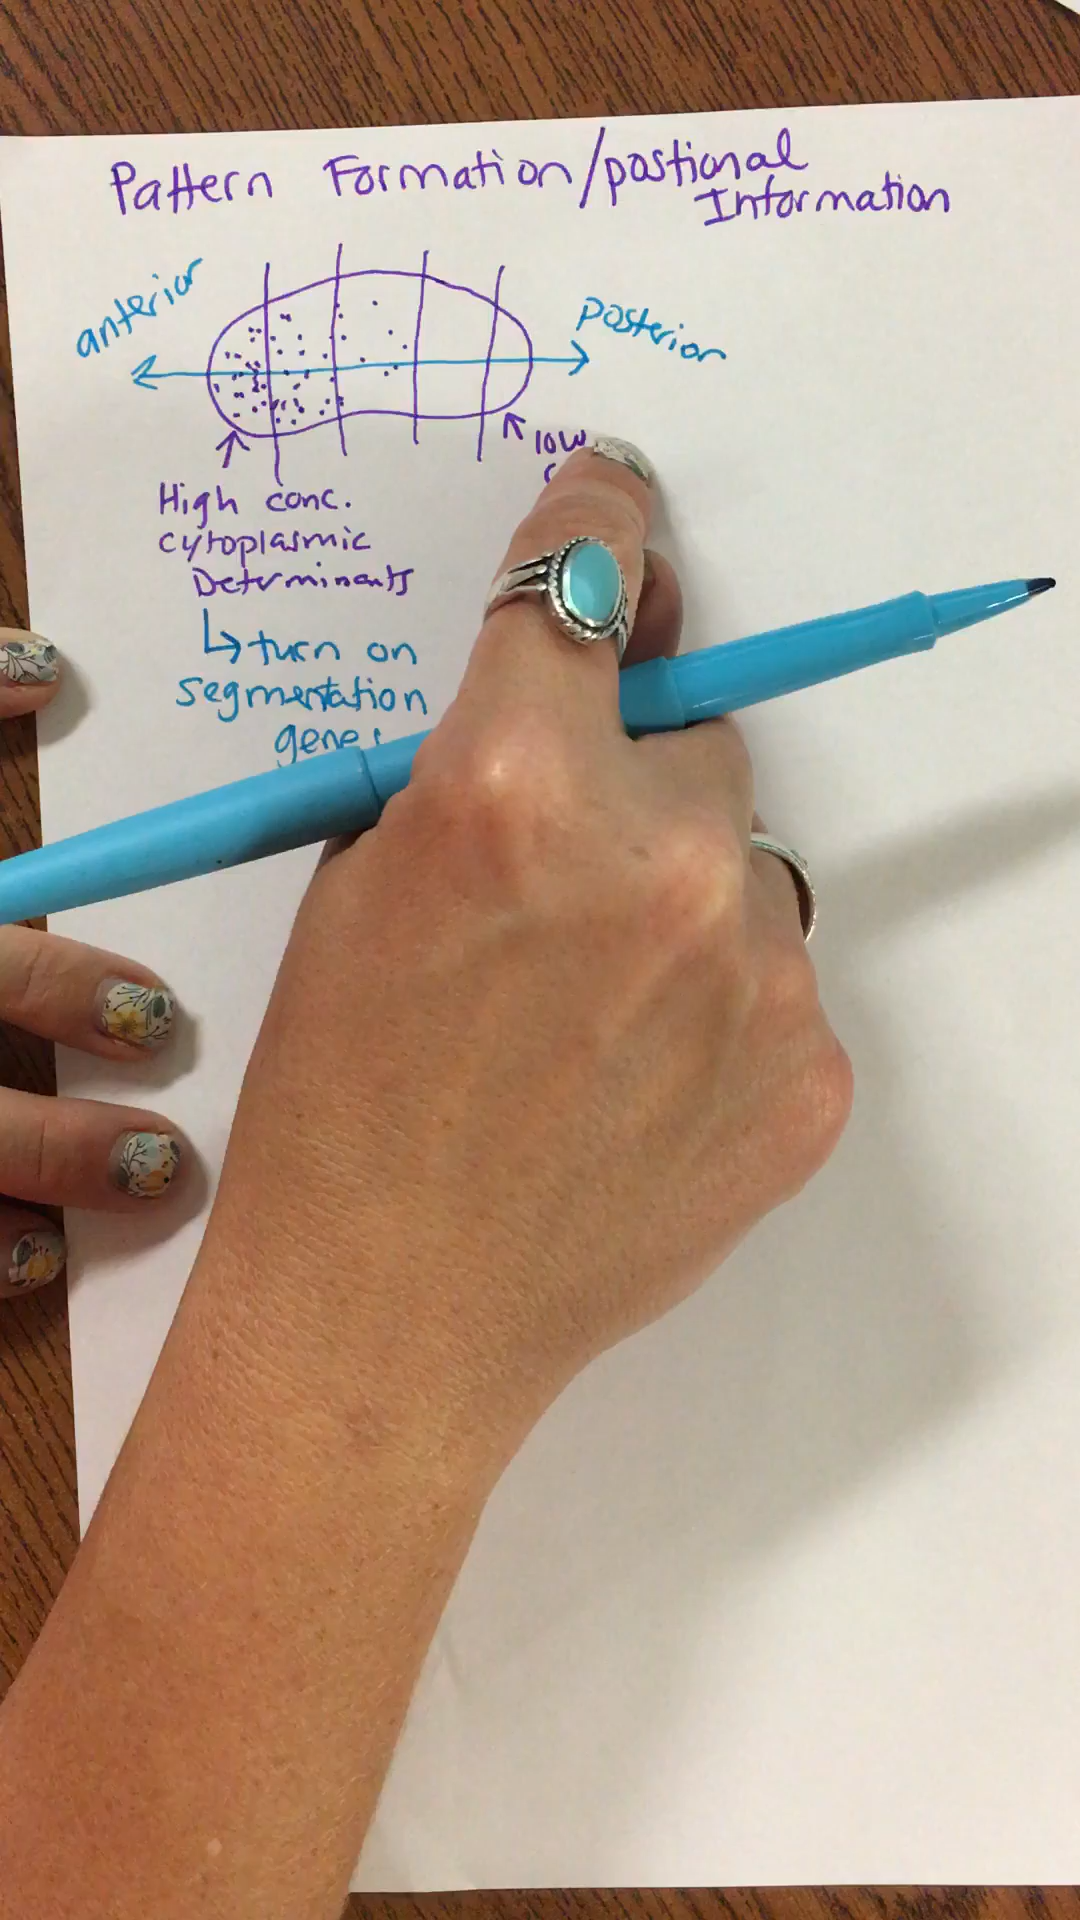 Pattern Formation/postional
Information
anterior
posterior
low
High conc.
cytoplasmic
Determinants
↳turn on
segmentation